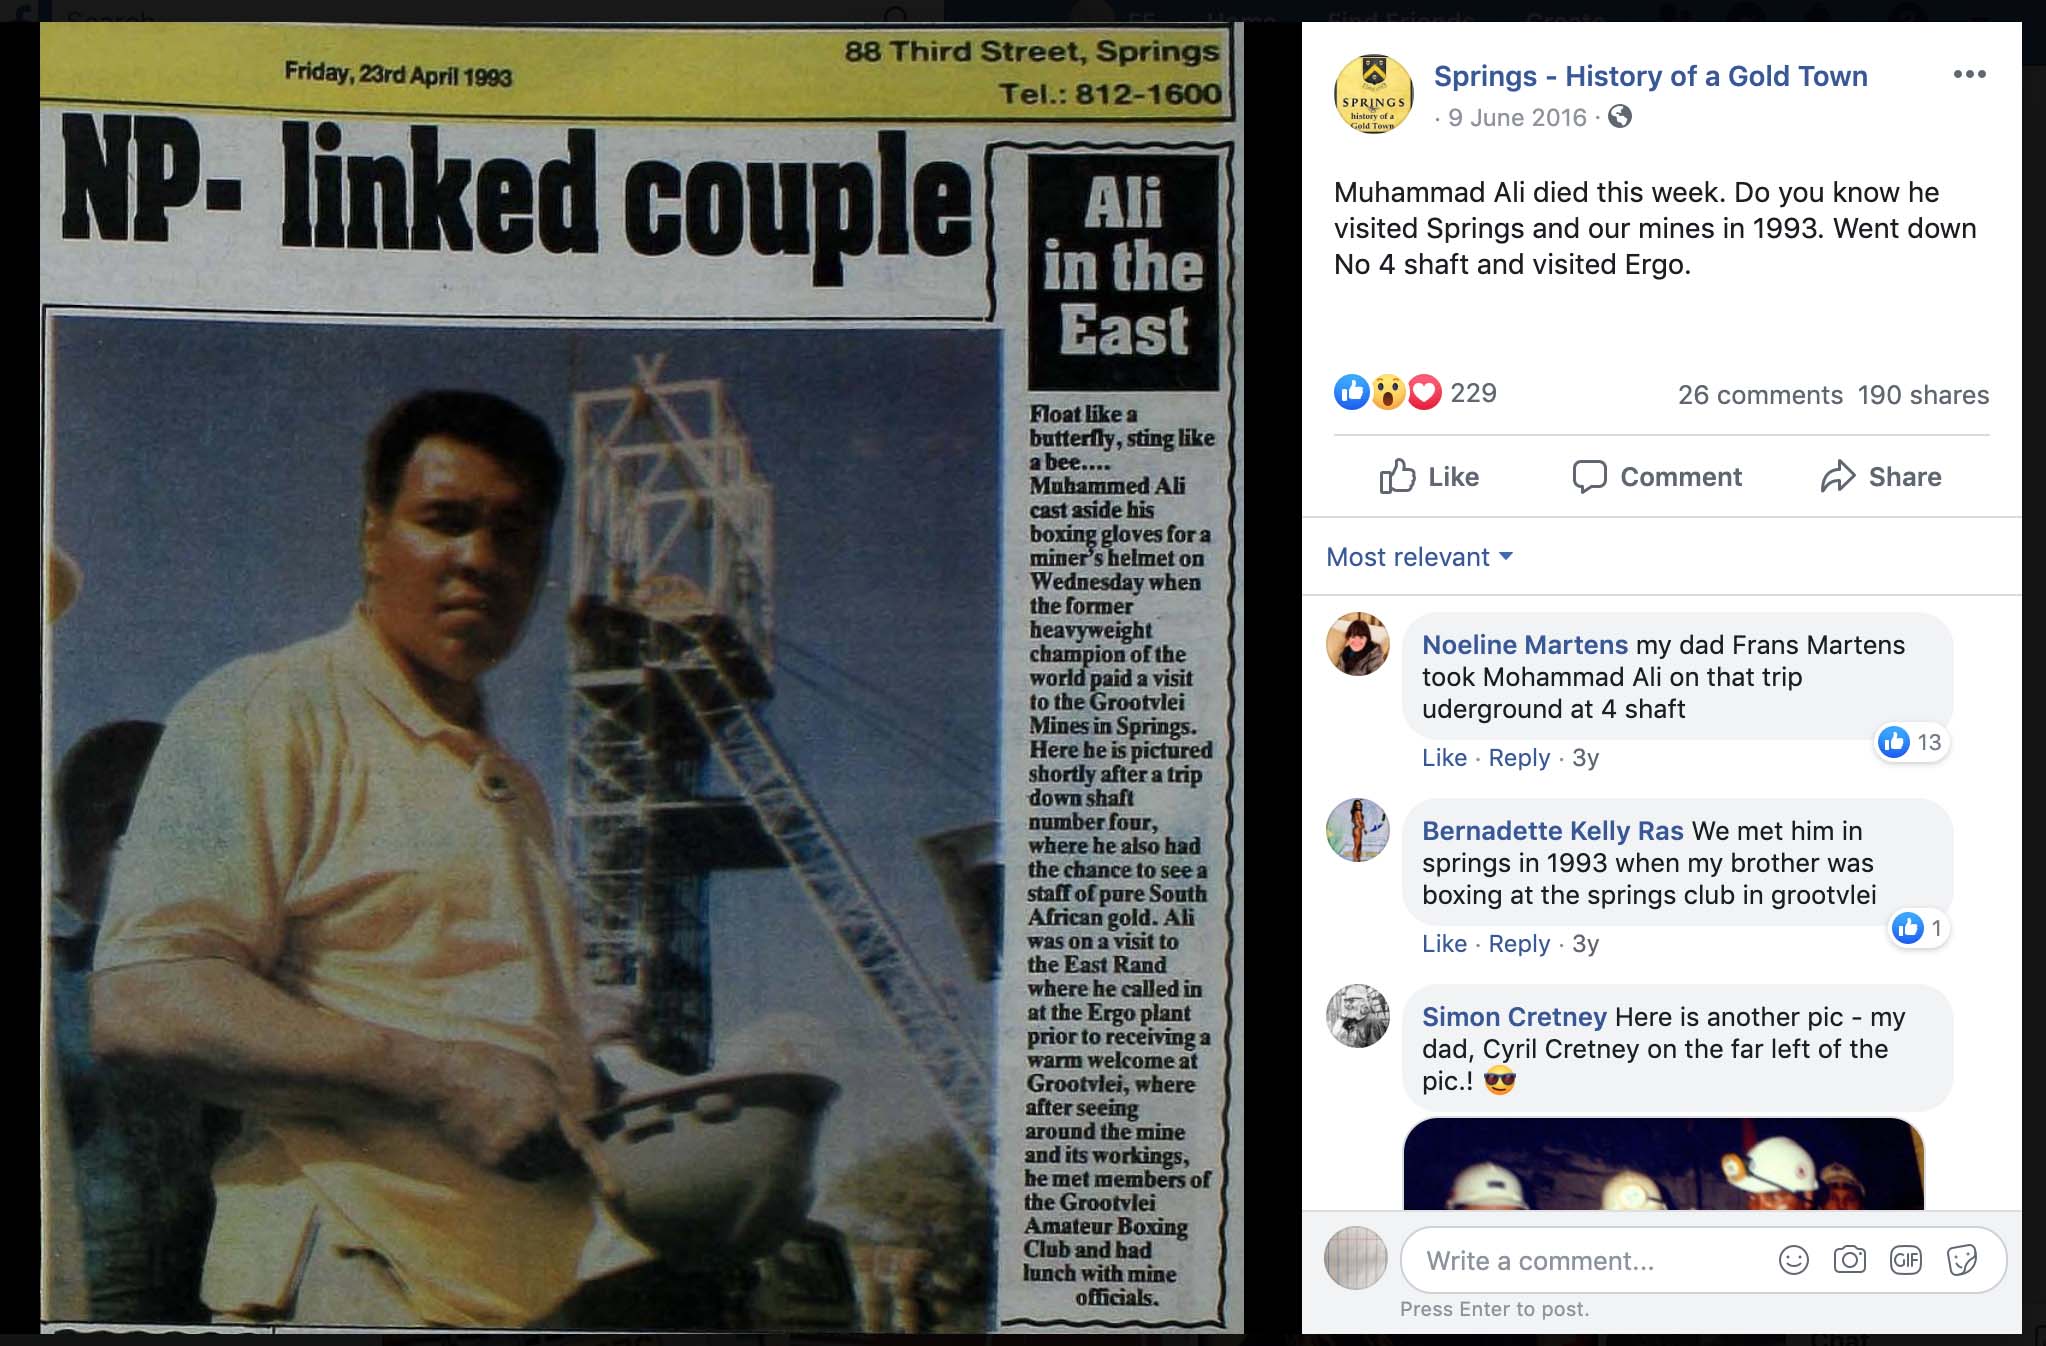 Friday, 23rd April 1993
88 Third Street, Springs
Tel.: 812-1600
NP- linked couple
Ali
in the
East
Float like a
butterfly, sting like
a bee....
Muhammed Ali
cast aside his
boxing gloves for a
miner's helmet on
Wednesday when
the former
heavyweight
champion of the
world paid a visit
to the Grootvlei
Mines in Springs.
Here he is pictured
shortly after a trip
down shaft
number four,
where he also had
the chance to see a
staff of pure South
African gold. Ali
was on a visit to
the East Rand
where he called in
at the Ergo plant
prior to receiving a
warm welcome at
Grootvlei, where
after seeing
around the mine
and its workings,
he met members of
the Grootvlei
Amateur Boxing
Club and had
lunch with mine
officials.
SPRINGS
history of a
Gold Town
Springs - History of a Gold Town
· 9 June 2016 ·
Muhammad Ali died this week. Do you know he
visited Springs and our mines in 1993. Went down
No 4 shaft and visited Ergo.
229
26 comments 190 shares
Like Comment Share
Most relevant
Noeline Martens my dad Frans Martens
took Mohammad Ali on that trip
uderground at 4 shaft
13
Like · Reply · 3y
Bernadette Kelly Ras We met him in
springs in 1993 when my brother was
boxing at the springs club in grootvlei
1
Like · Reply · 3y
Simon Cretney Here is another pic - my
dad, Cyril Cretney on the far left of the
pic.! 😎
Write a comment...
GIF
Press Enter to post.